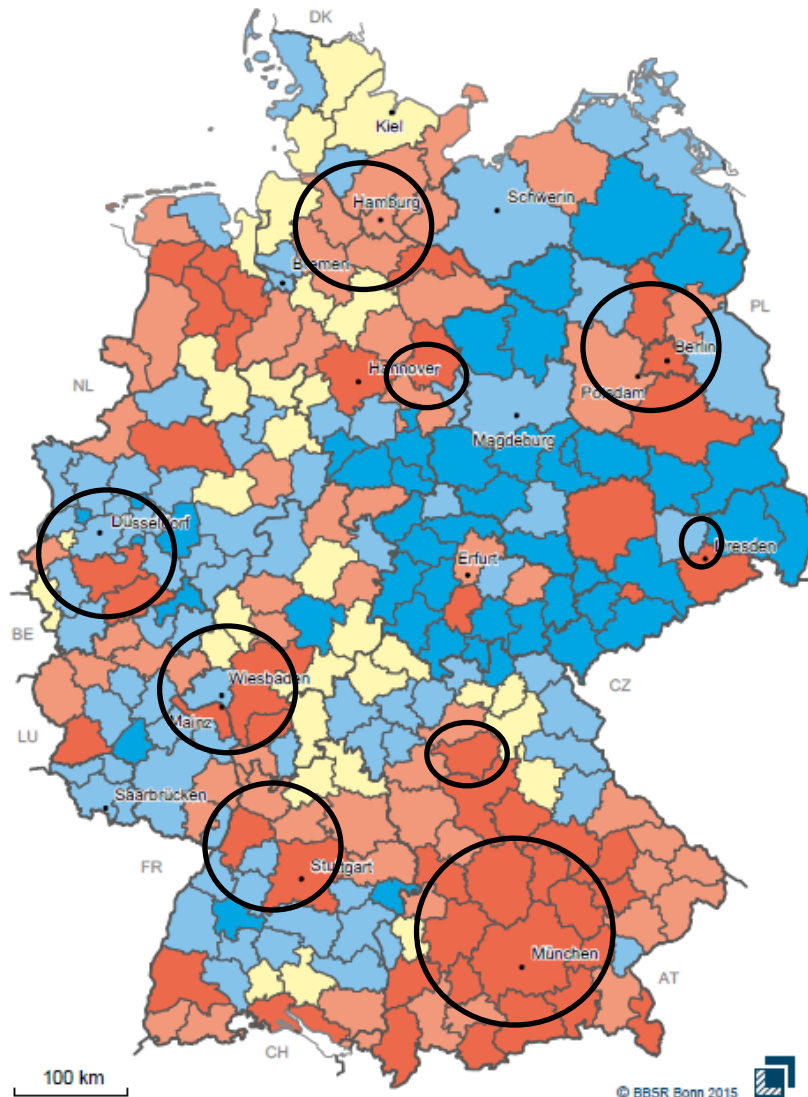 DK
Kiel
Hamburg
Schwerin
Bremen
PL
Berlin
Hannover
Potsdam
NL
Magdeburg
Düsseldorf
Dresden
Erfurt
BE
Wiesbaden
CZ
Mainz
LU
Saarbrücken
FR
Stuttgart
München
AT
CH
100 km
© BBSR Bonn 2015